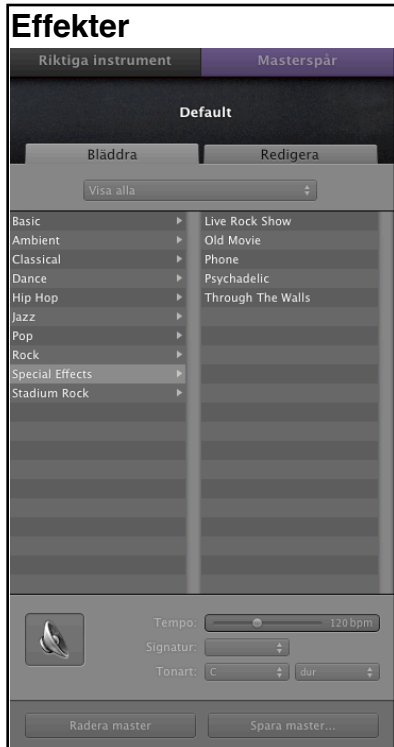 Effekter
Riktiga instrument Masterspår
Default
Bläddra Redigera
Visa alla
Basic Live Rock Show
Ambient Old Movie
Classical Phone
Dance Psychadelic
Hip Hop Through The Walls
Jazz
Pop
Rock
Special Effects
Stadium Rock
Tempo: 120 bpm
Signatur:
Tonart: C dur
Radera master Spara master...